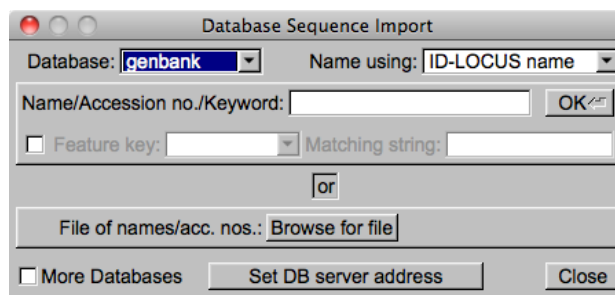 Database Sequence Import
Database: genbank Name using: ID-LOCUS name
Name/Accession no./Keyword: OK
Feature key: Matching string:
or
File of names/acc. nos.: Browse for file
More Databases Set DB server address Close